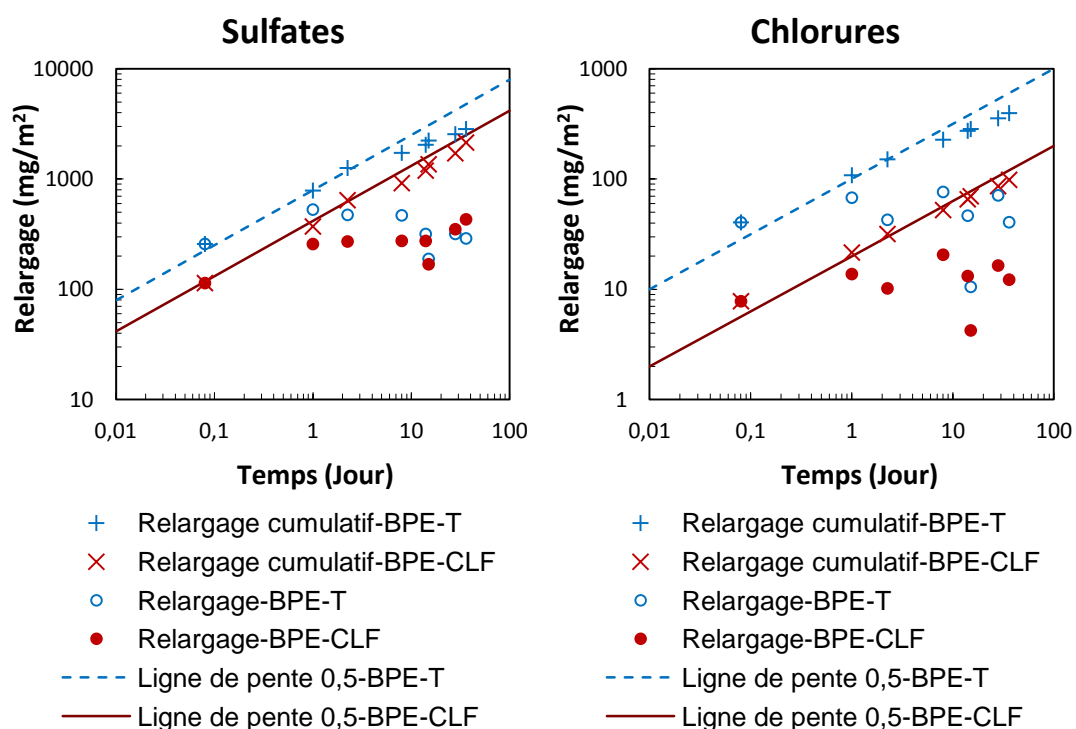 Sulfates
Relargage (mg/m²)
10000
1000
100
10
0,01
0,1
1
10
100
Temps (Jour)
Relargage cumulatif-BPE-T
Relargage cumulatif-BPE-CLF
Relargage-BPE-T
Relargage-BPE-CLF
Ligne de pente 0,5-BPE-T
Ligne de pente 0,5-BPE-CLF
Chlorures
Relargage (mg/m²)
1000
100
10
1
0,01
0,1
1
10
100
Temps (Jour)
Relargage cumulatif-BPE-T
Relargage cumulatif-BPE-CLF
Relargage-BPE-T
Relargage-BPE-CLF
Ligne de pente 0,5-BPE-T
Ligne de pente 0,5-BPE-CLF